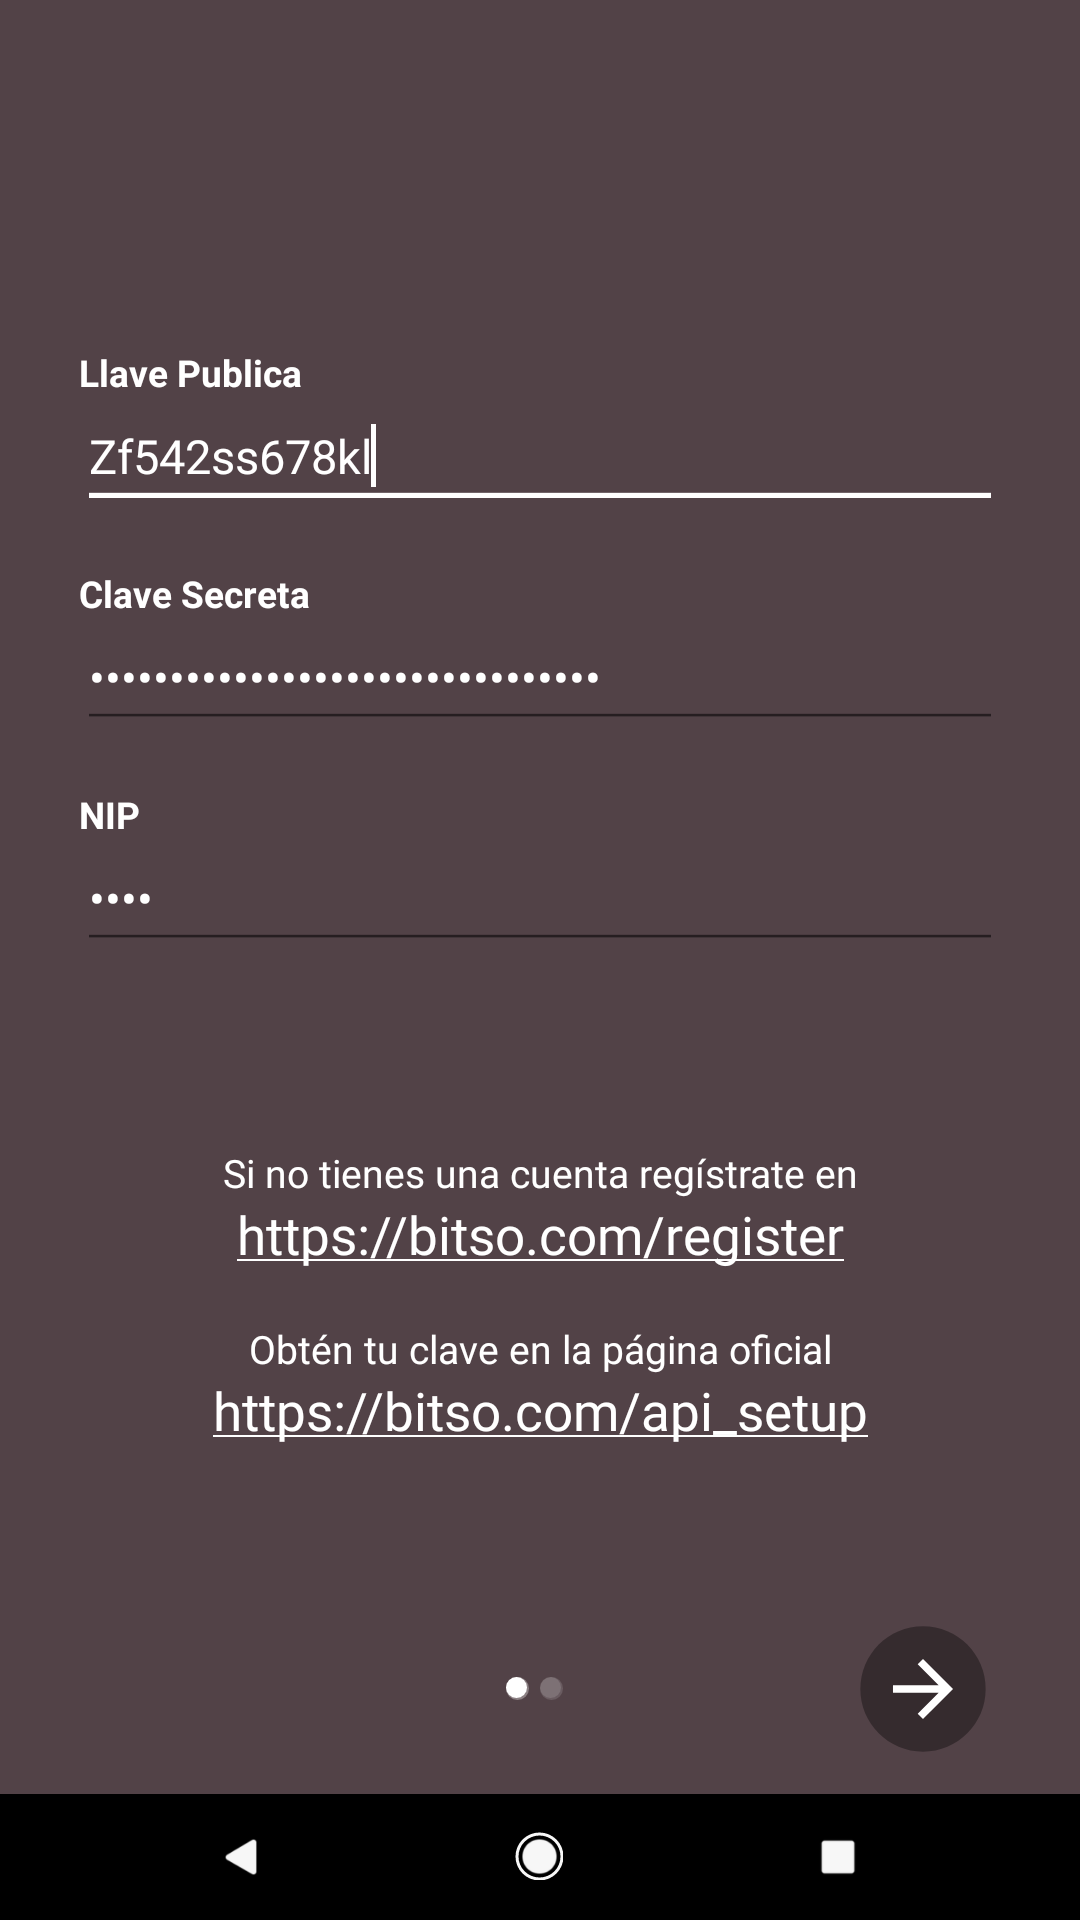 Llave Publica
Zf542ss678kl
Clave Secreta
••••••••••••••••••••••••••••••••
NIP
••••
Si no tienes una cuenta regístrate en
https://bitso.com/register
Obtén tu clave en la página oficial
https://bitso.com/api_setup